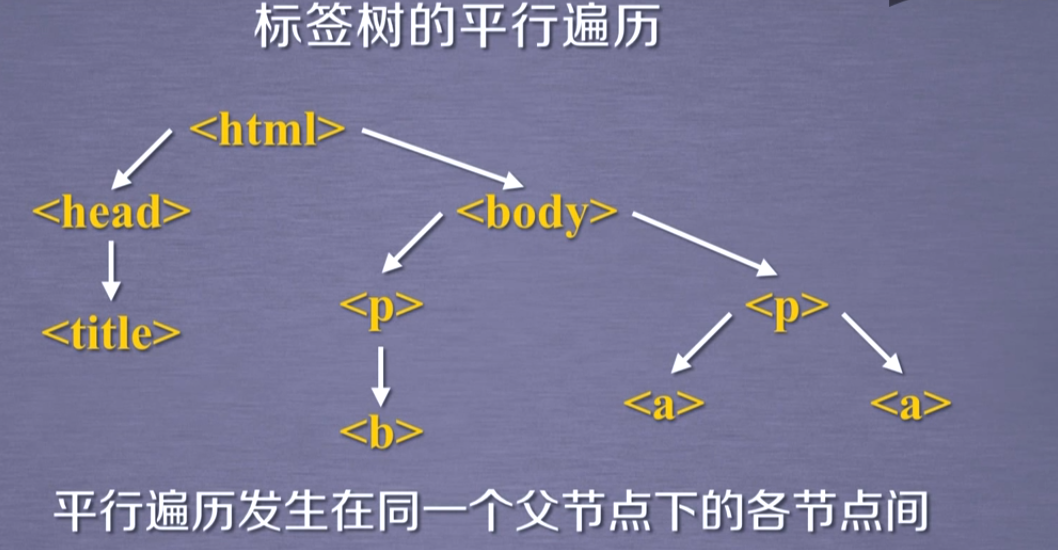 标签树的平行遍历
<html>
<head>
<body>
<title>
<p>
<p>
<b>
<a>
<a>
平行遍历发生在同一个父节点下的各节点间